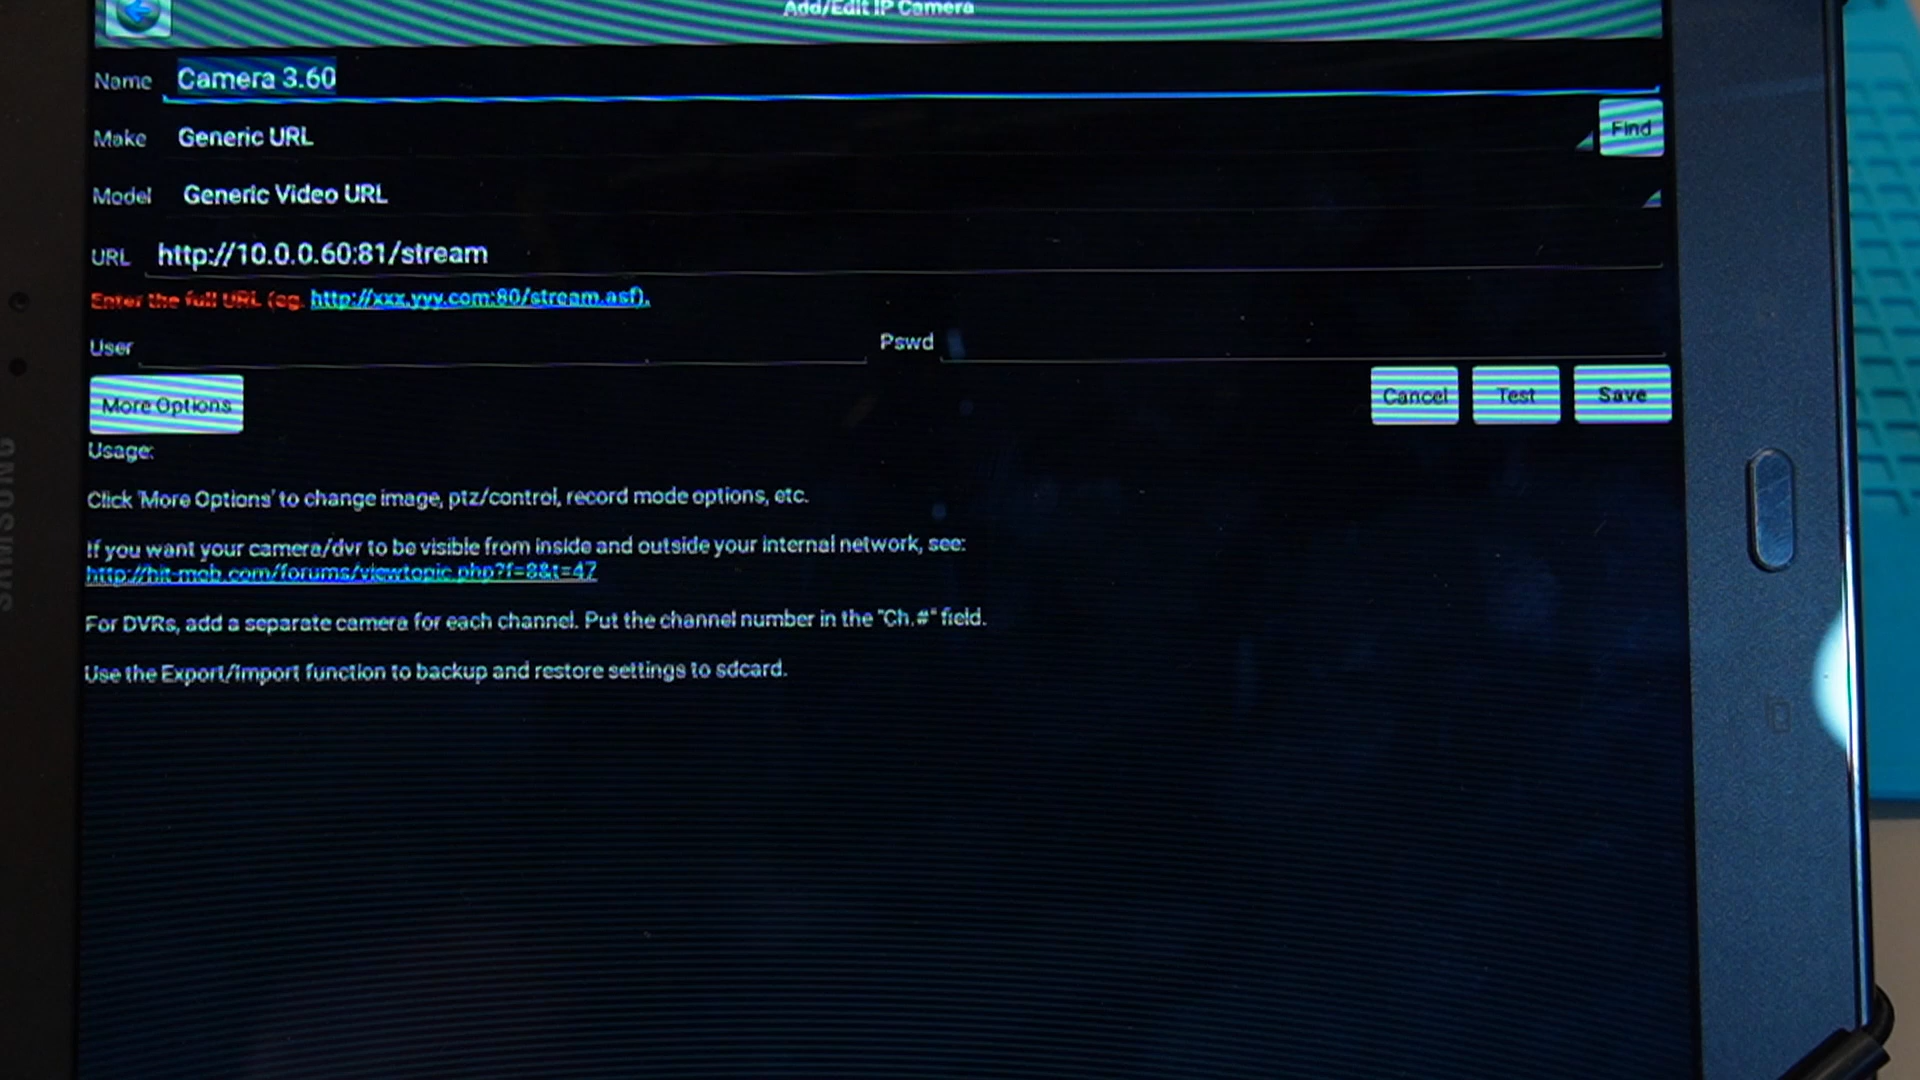 Add/Edit IP Camera
Name Camera 3.60
Make Generic URL Find
Model Generic Video URL
URL http://10.0.0.60:81/stream
Enter the full URL (eg. http://xxx.yyy.com:80/stream.asf).
User Pswd
More Options Cancel Test Save
Usage:
Click 'More Options' to change image, ptz/control, record mode options, etc.
If you want your camera/dvr to be visible from inside and outside your internal network, see:
http://hit-mob.com/forums/viewtopic.php?f=8&t=47
For DVRs, add a separate camera for each channel. Put the channel number in the "Ch.#" field.
Use the Export/Import function to backup and restore settings to sdcard.
SAMSUNG